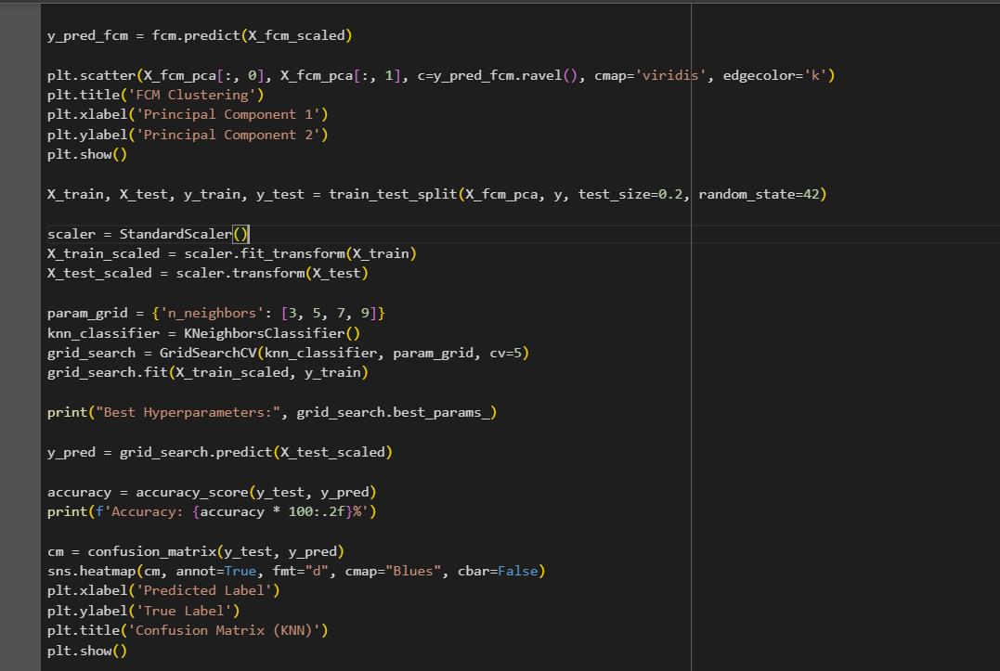 y_pred_fcm = fcm.predict(X_fcm_scaled)
plt.scatter(X_fcm_pca[:, 0], X_fcm_pca[:, 1], c=y_pred_fcm.ravel(), cmap='viridis', edgecolor='k')
plt.title('FCM Clustering')
plt.xlabel('Principal Component 1')
plt.ylabel('Principal Component 2')
plt.show()
X_train, X_test, y_train, y_test = train_test_split(X_fcm_pca, y, test_size=0.2, random_state=42)
scaler = StandardScaler()
X_train_scaled = scaler.fit_transform(X_train)
X_test_scaled = scaler.transform(X_test)
param_grid = {'n_neighbors': [3, 5, 7, 9]}
knn_classifier = KNeighborsClassifier()
grid_search = GridSearchCV(knn_classifier, param_grid, cv=5)
grid_search.fit(X_train_scaled, y_train)
print("Best Hyperparameters:", grid_search.best_params_)
y_pred = grid_search.predict(X_test_scaled)
accuracy = accuracy_score(y_test, y_pred)
print(f'Accuracy: {accuracy * 100:.2f}%')
cm = confusion_matrix(y_test, y_pred)
sns.heatmap(cm, annot=True, fmt="d", cmap="Blues", cbar=False)
plt.xlabel('Predicted Label')
plt.ylabel('True Label')
plt.title('Confusion Matrix (KNN)')
plt.show()